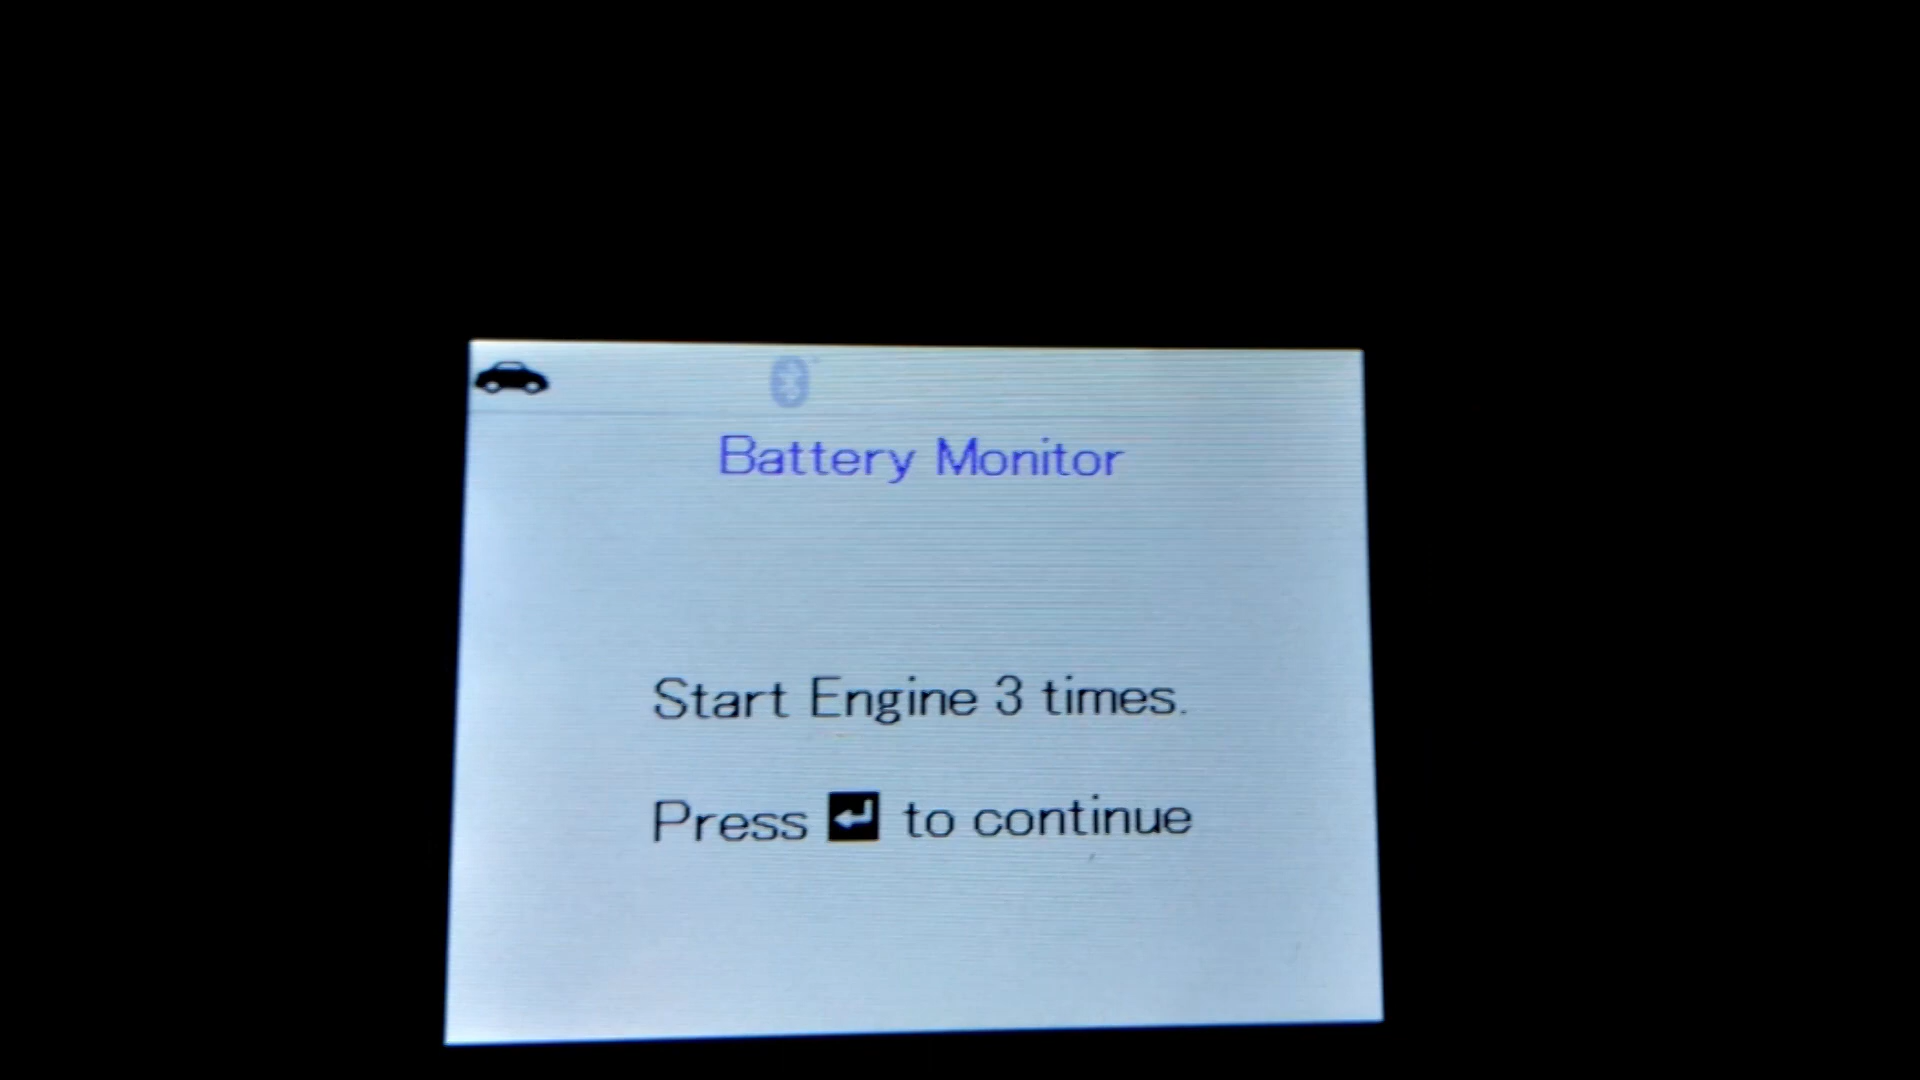 Battery Monitor
Start Engine 3 times.
Press ↵ to continue